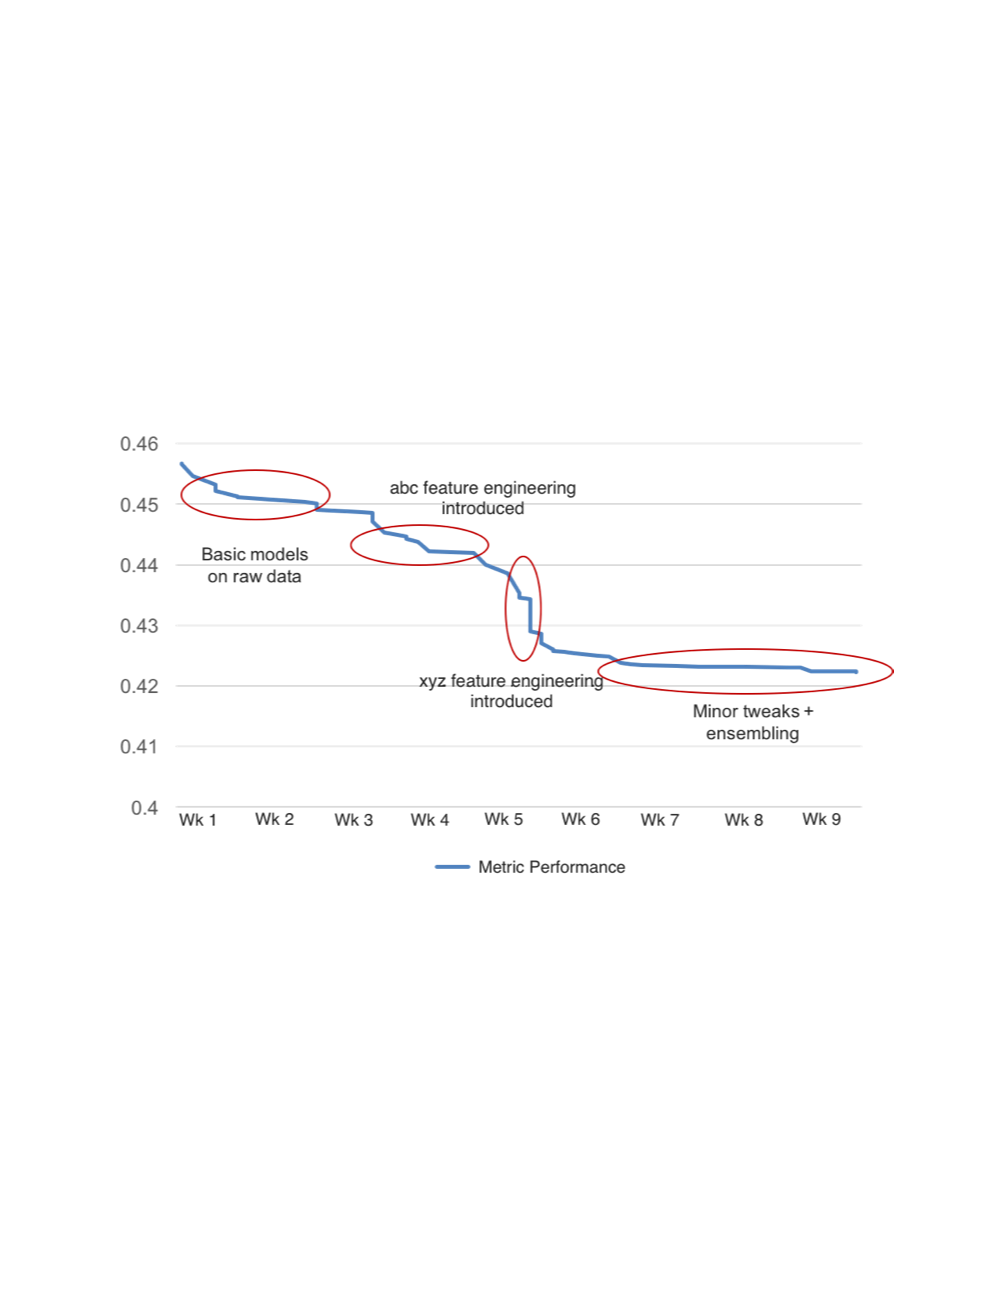 0.46
abc feature engineering
introduced
0.45
Basic models
on raw data
0.44
0.43
xyz feature engineering
introduced
0.42
Minor tweaks +
ensembling
0.41
0.4
Wk 1 Wk 2 Wk 3 Wk 4 Wk 5 Wk 6 Wk 7 Wk 8 Wk 9
Metric Performance